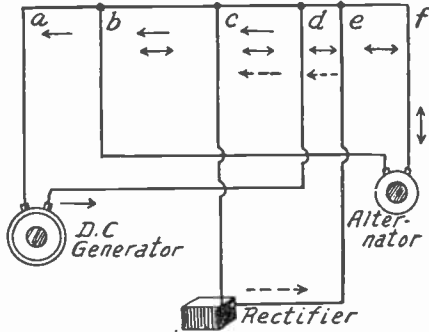 a b c d e f
D.C
Generator
Alter-
nator
Rectifier